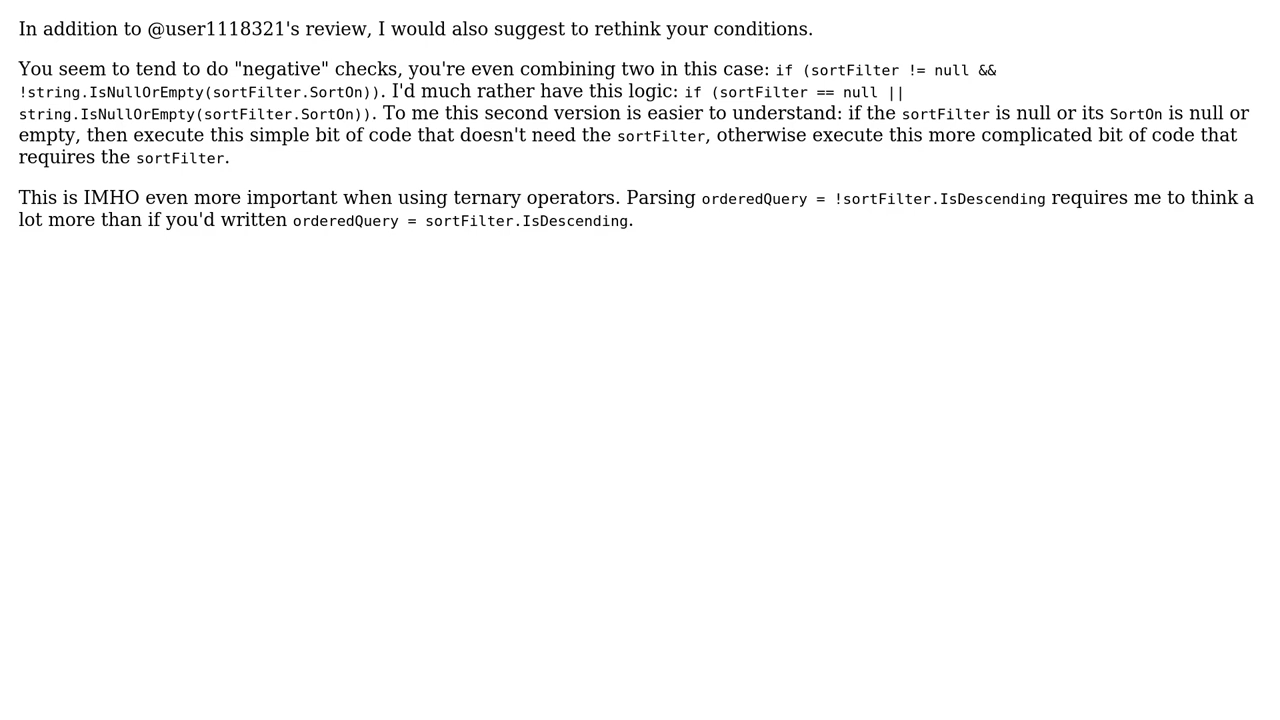 In addition to @user1118321's review, I would also suggest to rethink your conditions.
You seem to tend to do "negative" checks, you're even combining two in this case: if (sortFilter != null &&
!string.IsNullOrEmpty(sortFilter.SortOn)). I'd much rather have this logic: if (sortFilter == null ||
string.IsNullOrEmpty(sortFilter.SortOn)). To me this second version is easier to understand: if the sortFilter is null or its SortOn is null or
empty, then execute this simple bit of code that doesn't need the sortFilter, otherwise execute this more complicated bit of code that
requires the sortFilter.
This is IMHO even more important when using ternary operators. Parsing orderedQuery = !sortFilter.IsDescending requires me to think a
lot more than if you'd written orderedQuery = sortFilter.IsDescending.